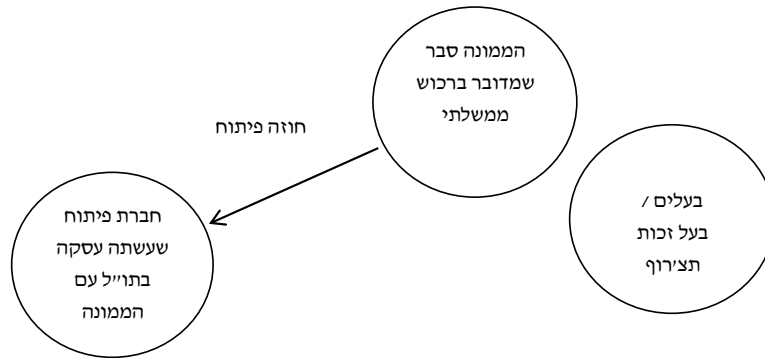 הממונה סבר
שמדובר ברכוש
ממשלתי
חוזה פיתוח
בעלים /
בעל זכות
תצ'רוף
חברת פיתוח
שעשתה עסקה
בתו"ל עם
הממונה